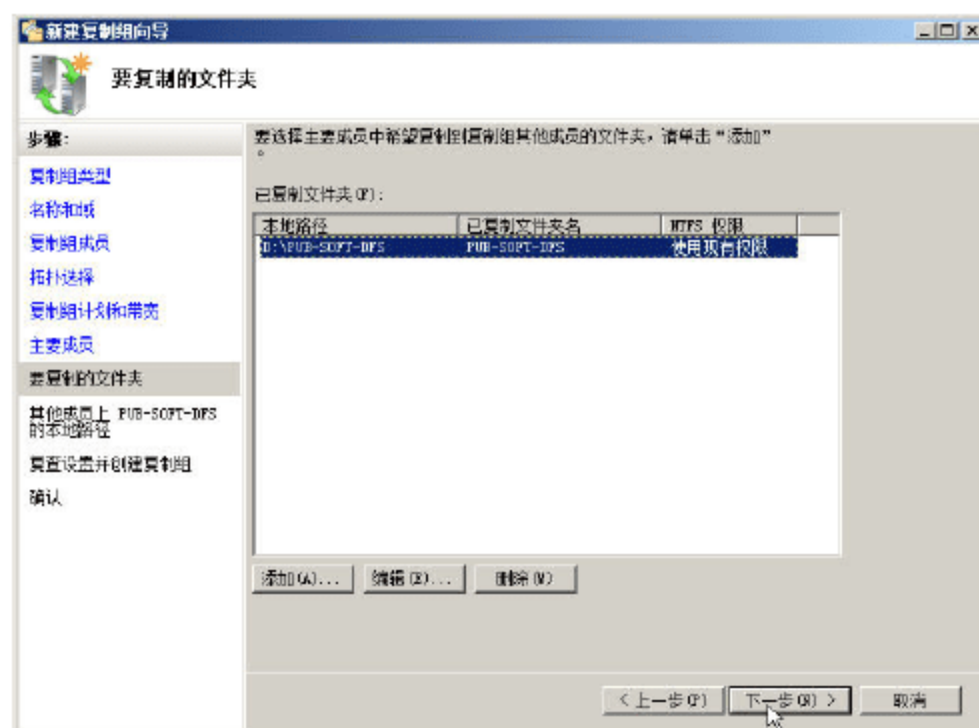 新建复制组向导
要复制的文件夹
步骤:
复制组类型
名称和域
复制组成员
拓扑选择
复制组计划和带宽
主要成员
要复制的文件夹
其他成员上 PUB-SOFT-DFS
的本地路径
复查设置并创建复制组
确认
要选择主要成员中希望复制到复制组其他成员的文件夹，请单击“添加”
。
已复制文件夹(F):
本地路径 已复制文件夹名 NTFS 权限
D:\PUB-SOFT-DFS PUB-SOFT-DFS 使用现有权限
添加(A)... 编辑(E)... 删除(M)
<上一步(P) 下一步(N) > 取消